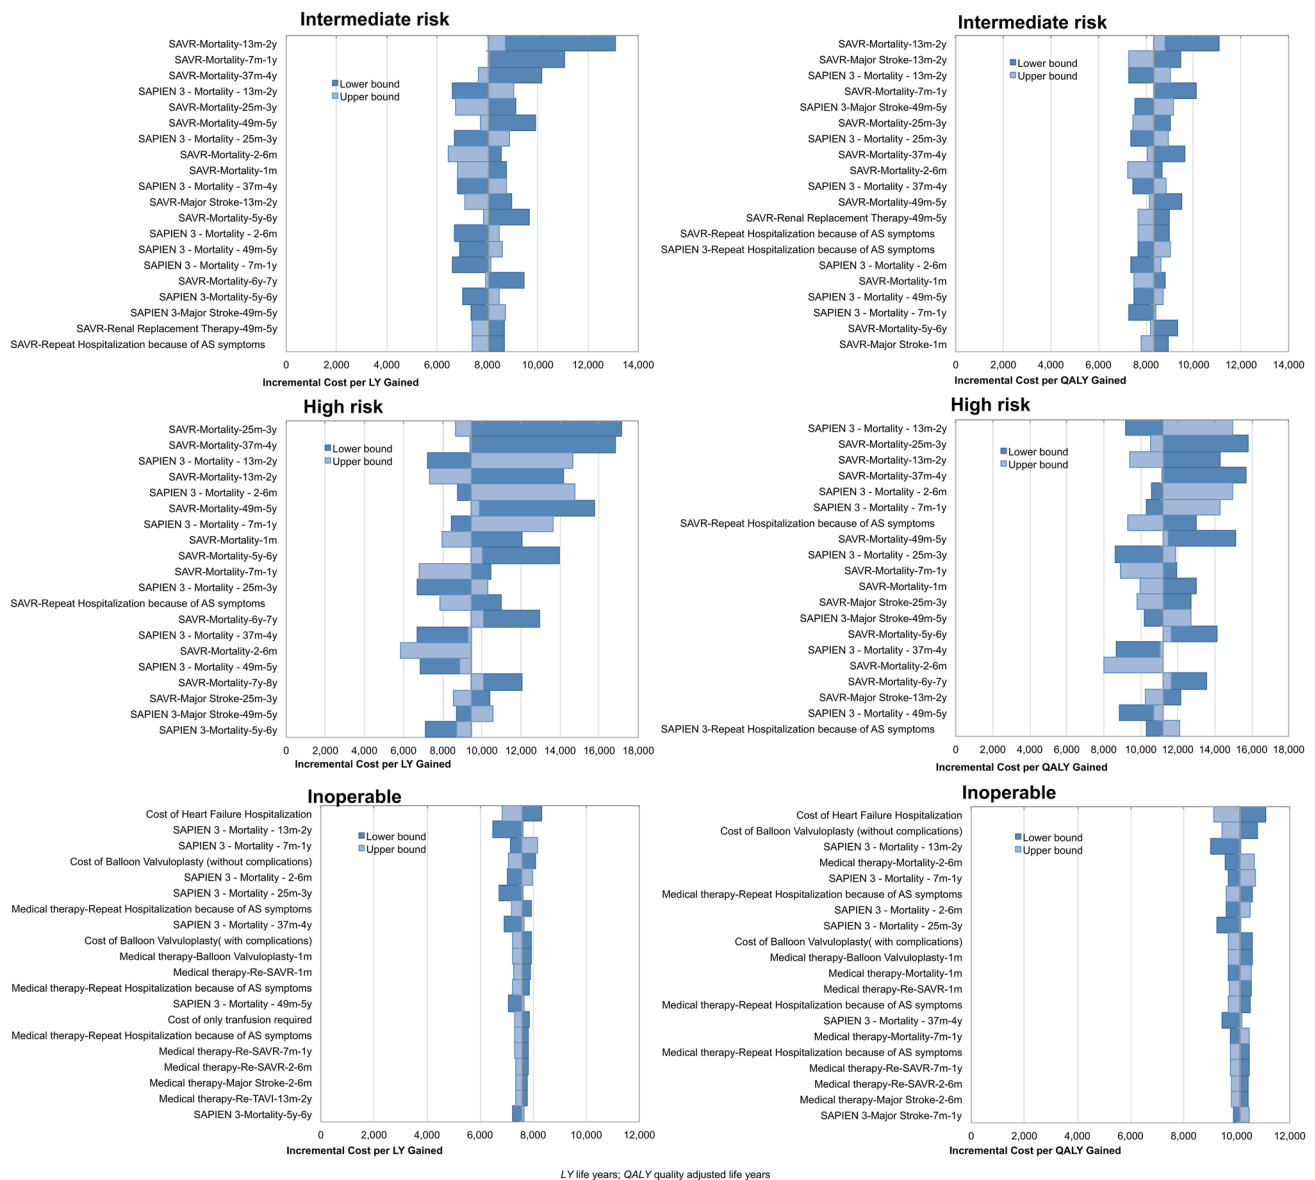 Intermediate risk
SAVR-Mortality-13m-2y
SAVR-Mortality-7m-1y
SAVR-Mortality-37m-4y
SAPIEN 3 - Mortality - 13m-2y
SAVR-Mortality-25m-3y
SAVR-Mortality-49m-5y
SAPIEN 3 - Mortality - 25m-3y
SAVR-Mortality-2-6m
SAVR-Mortality-1m
SAPIEN 3 - Mortality - 37m-4y
SAVR-Major Stroke-13m-2y
SAVR-Mortality-5y-6y
SAPIEN 3 - Mortality - 2-6m
SAPIEN 3 - Mortality - 49m-5y
SAPIEN 3 - Mortality - 7m-1y
SAVR-Mortality-6y-7y
SAPIEN 3-Mortality-5y-6y
SAPIEN 3-Major Stroke-49m-5y
SAVR-Renal Replacement Therapy-49m-5y
SAVR-Repeat Hospitalization because of AS symptoms
Lower bound
Upper bound
0 2,000 4,000 6,000 8,000 10,000 12,000 14,000
Incremental Cost per LY Gained
Intermediate risk
SAVR-Mortality-13m-2y
SAVR-Major Stroke-13m-2y
SAPIEN 3 - Mortality - 13m-2y
SAVR-Mortality-7m-1y
SAPIEN 3-Major Stroke-49m-5y
SAVR-Mortality-25m-3y
SAPIEN 3 - Mortality - 25m-3y
SAVR-Mortality-37m-4y
SAVR-Mortality-2-6m
SAPIEN 3 - Mortality - 37m-4y
SAVR-Mortality-49m-5y
SAVR-Renal Replacement Therapy-49m-5y
SAVR-Repeat Hospitalization because of AS symptoms
SAPIEN 3-Repeat Hospitalization because of AS symptoms
SAPIEN 3 - Mortality - 2-6m
SAVR-Mortality-1m
SAPIEN 3 - Mortality - 49m-5y
SAPIEN 3 - Mortality - 7m-1y
SAVR-Mortality-5y-6y
SAVR-Major Stroke-1m
Lower bound
Upper bound
0 2,000 4,000 6,000 8,000 10,000 12,000 14,000
Incremental Cost per QALY Gained
High risk
SAVR-Mortality-25m-3y
SAVR-Mortality-37m-4y
SAPIEN 3 - Mortality - 13m-2y
SAVR-Mortality-13m-2y
SAPIEN 3 - Mortality - 2-6m
SAVR-Mortality-49m-5y
SAPIEN 3 - Mortality - 7m-1y
SAVR-Mortality-1m
SAVR-Mortality-5y-6y
SAVR-Mortality-7m-1y
SAPIEN 3 - Mortality - 25m-3y
SAVR-Repeat Hospitalization because of AS symptoms
SAVR-Mortality-6y-7y
SAPIEN 3 - Mortality - 37m-4y
SAVR-Mortality-2-6m
SAPIEN 3 - Mortality - 49m-5y
SAVR-Mortality-7y-8y
SAVR-Major Stroke-25m-3y
SAPIEN 3-Major Stroke-49m-5y
SAPIEN 3-Mortality-5y-6y
Lower bound
Upper bound
0 2,000 4,000 6,000 8,000 10,000 12,000 14,000 16,000 18,000
Incremental Cost per LY Gained
High risk
SAPIEN 3 - Mortality - 13m-2y
SAVR-Mortality-25m-3y
SAVR-Mortality-13m-2y
SAVR-Mortality-37m-4y
SAPIEN 3 - Mortality - 2-6m
SAPIEN 3 - Mortality - 7m-1y
SAVR-Repeat Hospitalization because of AS symptoms
SAVR-Mortality-49m-5y
SAPIEN 3 - Mortality - 25m-3y
SAVR-Mortality-7m-1y
SAVR-Mortality-1m
SAVR-Major Stroke-25m-3y
SAPIEN 3-Major Stroke-49m-5y
SAVR-Mortality-5y-6y
SAPIEN 3 - Mortality - 37m-4y
SAVR-Mortality-2-6m
SAVR-Mortality-6y-7y
SAVR-Major Stroke-13m-2y
SAPIEN 3 - Mortality - 49m-5y
SAPIEN 3-Repeat Hospitalization because of AS symptoms
Lower bound
Upper bound
0 2,000 4,000 6,000 8,000 10,000 12,000 14,000 16,000 18,000
Incremental Cost per QALY Gained
Inoperable
Cost of Heart Failure Hospitalization
SAPIEN 3 - Mortality - 13m-2y
SAPIEN 3 - Mortality - 7m-1y
Cost of Balloon Valvuloplasty (without complications)
SAPIEN 3 - Mortality - 2-6m
SAPIEN 3 - Mortality - 25m-3y
Medical therapy-Repeat Hospitalization because of AS symptoms
SAPIEN 3 - Mortality - 37m-4y
Cost of Balloon Valvuloplasty( with complications)
Medical therapy-Balloon Valvuloplasty-1m
Medical therapy-Re-SAVR-1m
Medical therapy-Repeat Hospitalization because of AS symptoms
SAPIEN 3 - Mortality - 49m-5y
Cost of only tranfusion required
Medical therapy-Repeat Hospitalization because of AS symptoms
Medical therapy-Re-SAVR-7m-1y
Medical therapy-Re-SAVR-2-6m
Medical therapy-Major Stroke-2-6m
Medical therapy-Re-TAVI-13m-2y
SAPIEN 3-Mortality-5y-6y
Lower bound
Upper bound
0 2,000 4,000 6,000 8,000 10,000 12,000
Incremental Cost per LY Gained
Inoperable
Cost of Heart Failure Hospitalization
Cost of Balloon Valvuloplasty (without complications)
SAPIEN 3 - Mortality - 13m-2y
Medical therapy-Mortality-2-6m
SAPIEN 3 - Mortality - 7m-1y
Medical therapy-Repeat Hospitalization because of AS symptoms
SAPIEN 3 - Mortality - 2-6m
SAPIEN 3 - Mortality - 25m-3y
Cost of Balloon Valvuloplasty( with complications)
Medical therapy-Balloon Valvuloplasty-1m
Medical therapy-Mortality-1m
Medical therapy-Re-SAVR-1m
Medical therapy-Repeat Hospitalization because of AS symptoms
SAPIEN 3 - Mortality - 37m-4y
Medical therapy-Mortality-7m-1y
Medical therapy-Repeat Hospitalization because of AS symptoms
Medical therapy-Re-SAVR-7m-1y
Medical therapy-Re-SAVR-2-6m
Medical therapy-Major Stroke-2-6m
SAPIEN 3-Major Stroke-7m-1y
Lower bound
Upper bound
0 2,000 4,000 6,000 8,000 10,000 12,000
Incremental Cost per QALY Gained
LY life years; QALY quality adjusted life years